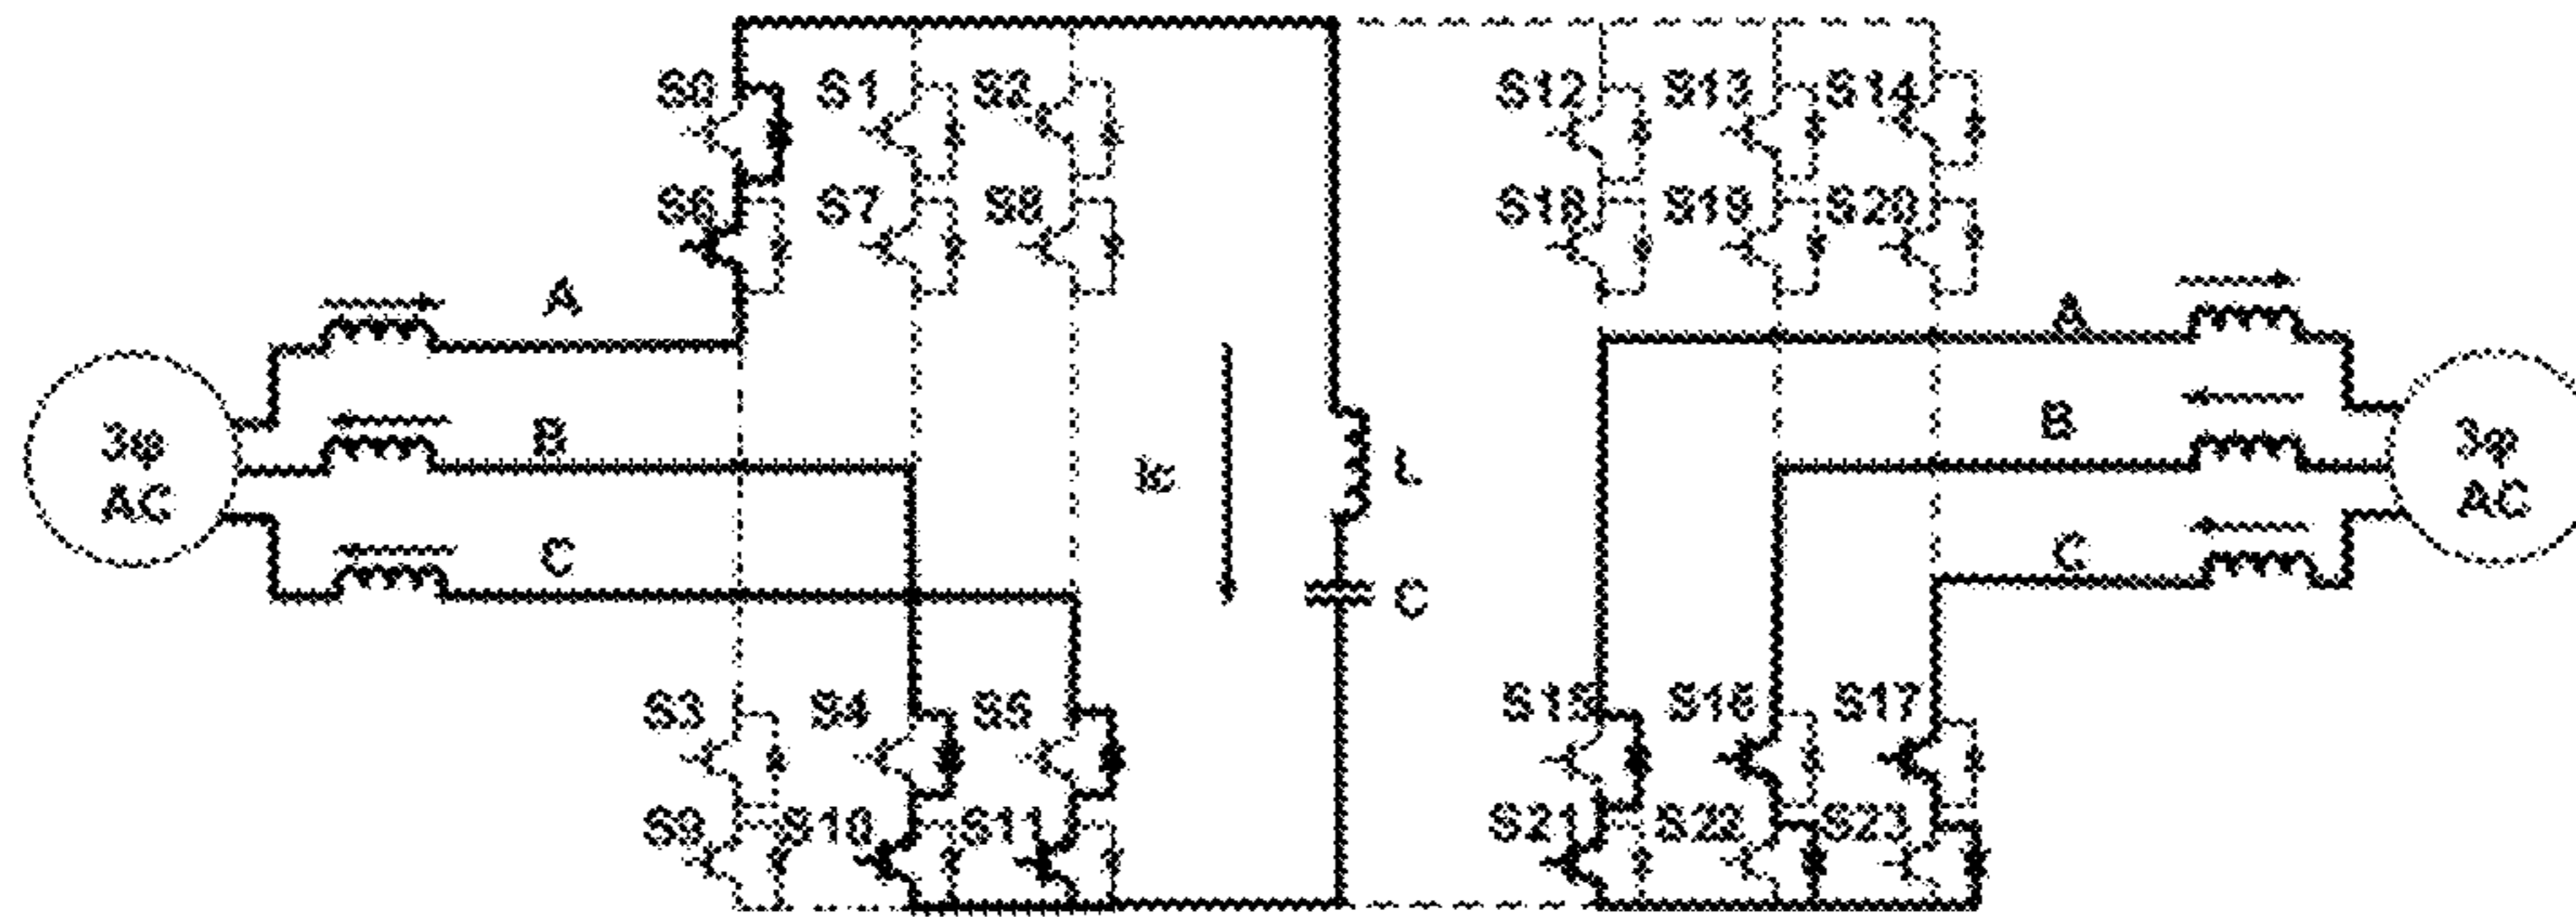 S0 S1 S2 S12 S13 S14
S6 S7 S8 S18 S19 S20
A A
B B
3φ
AC
Ic
L
3φ
AC
C C
C
S3 S4 S5 S15 S16 S17
S9 S10 S11 S21 S22 S23